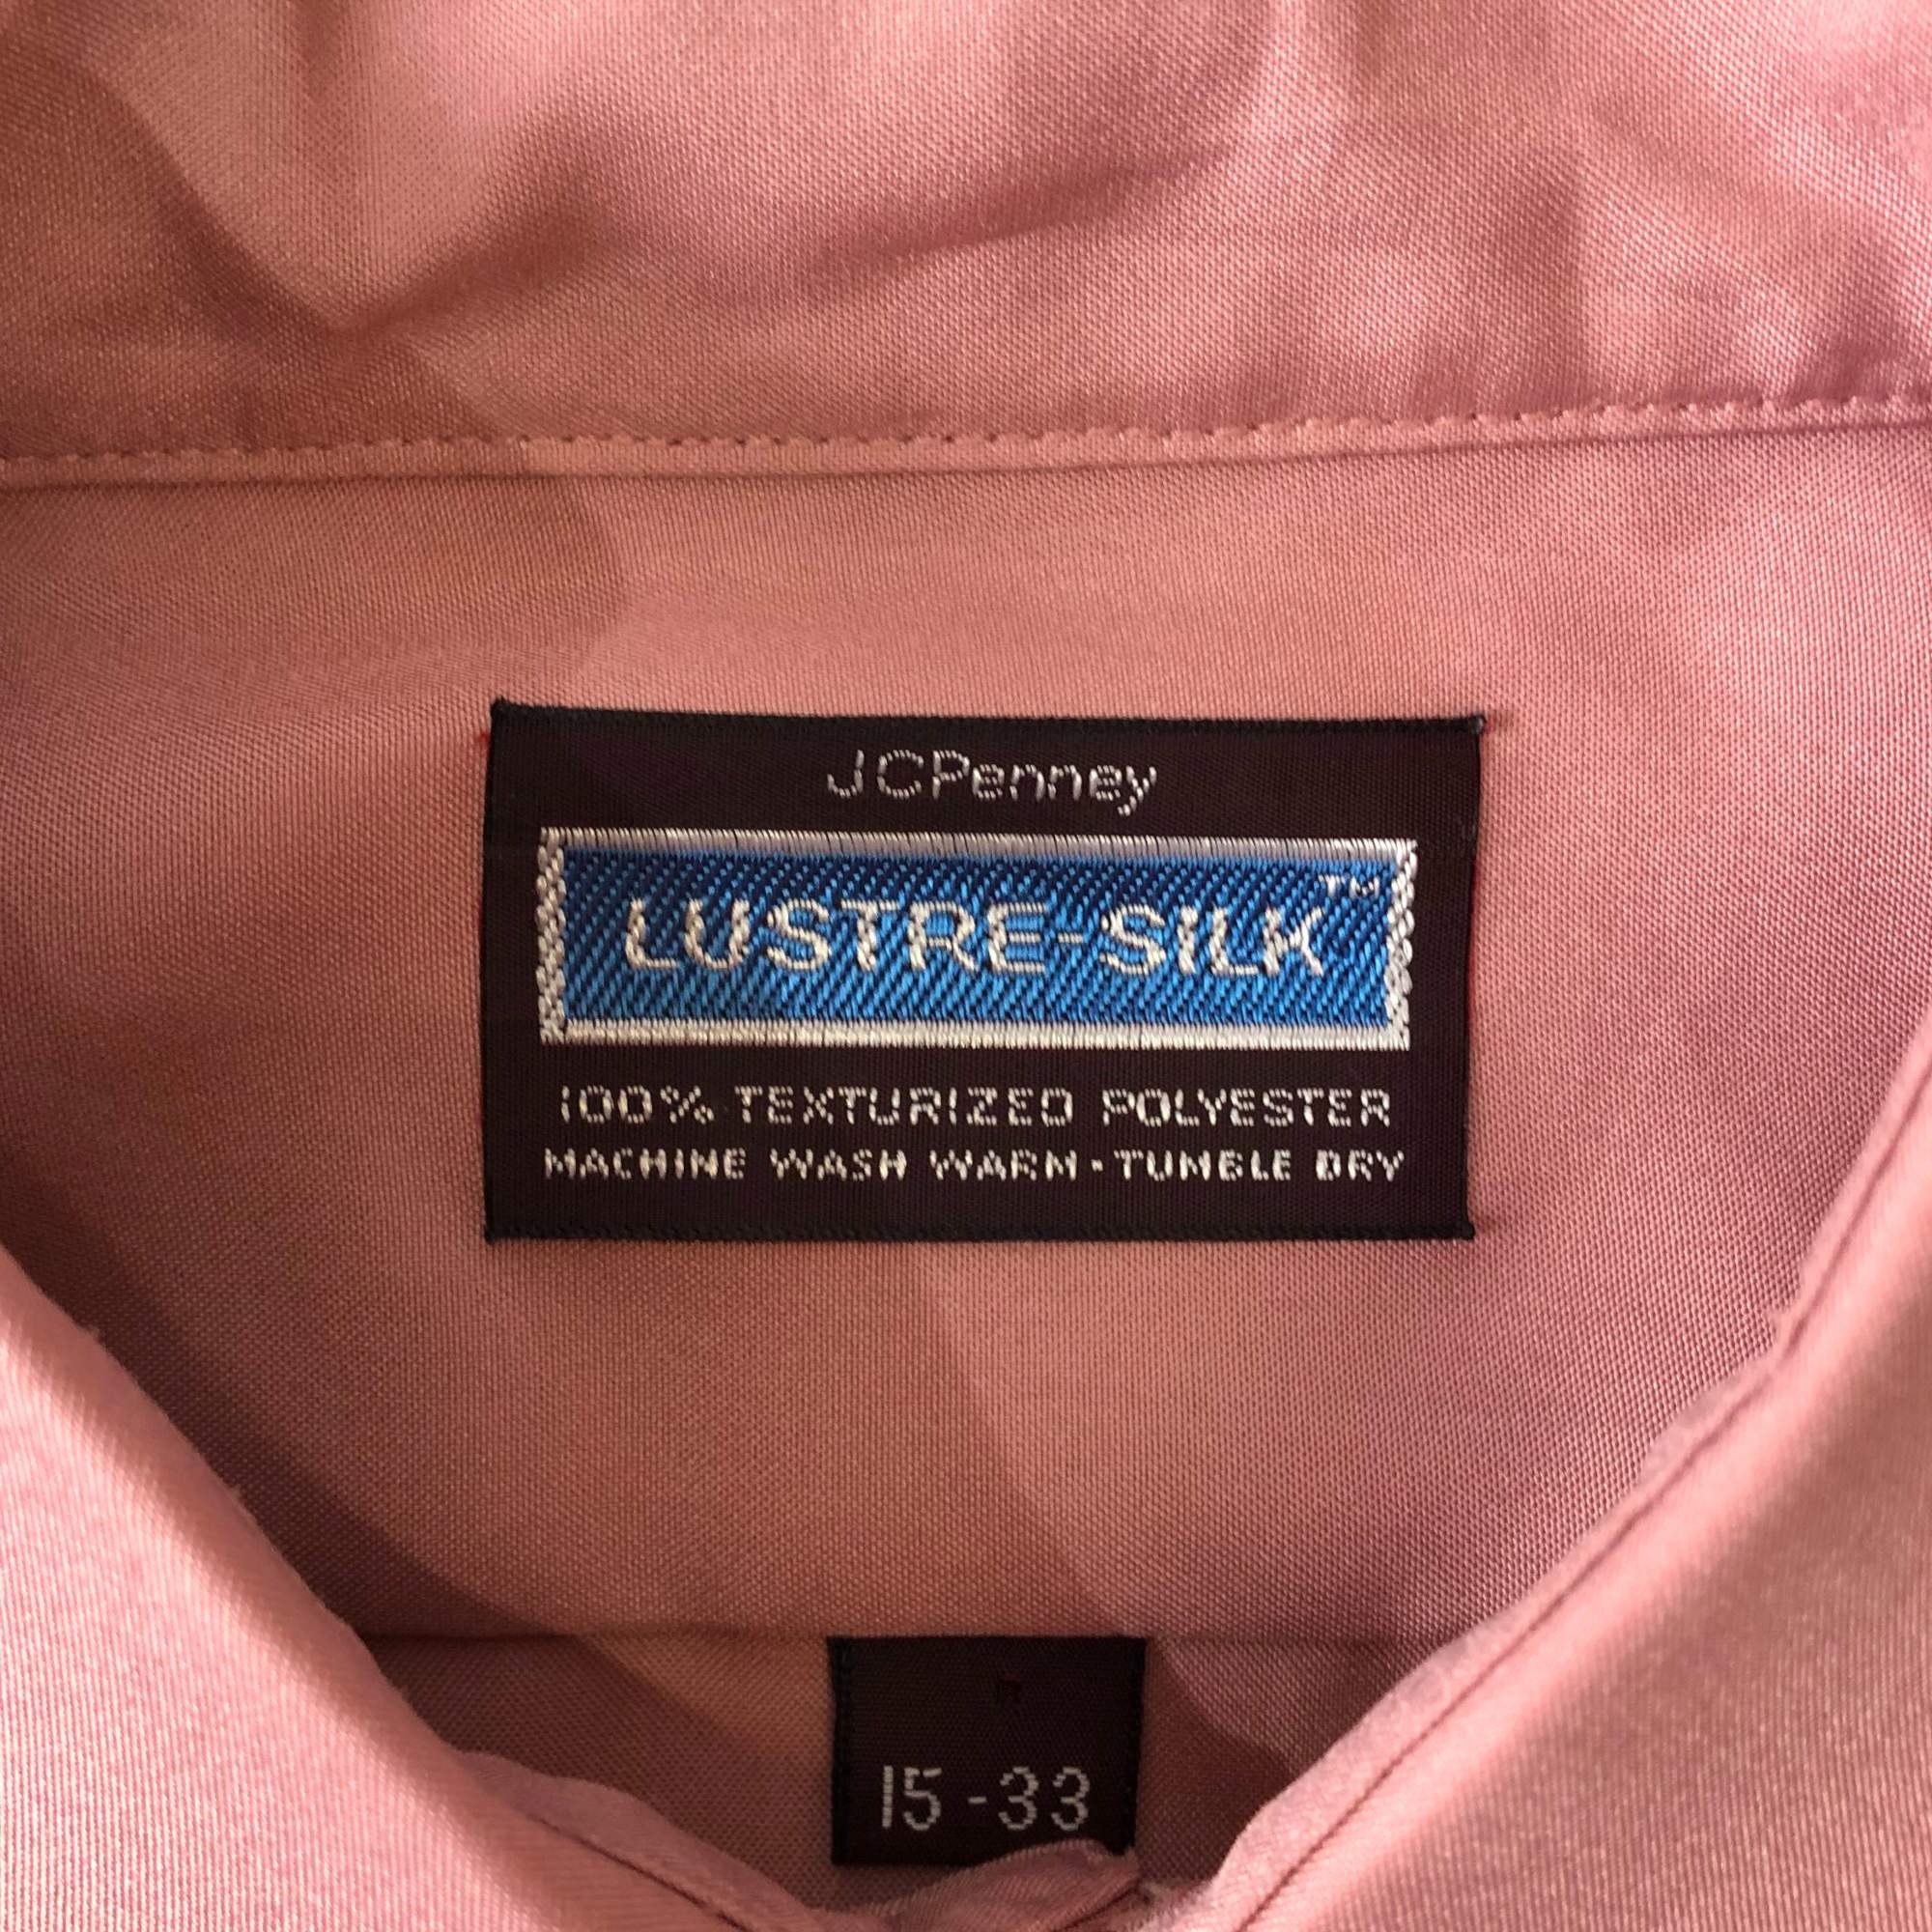 JCPenney
LUSTRE-SILK™
100% TEXTURIZED POLYESTER
MACHINE WASH WARM·TUMBLE DRY
15-33